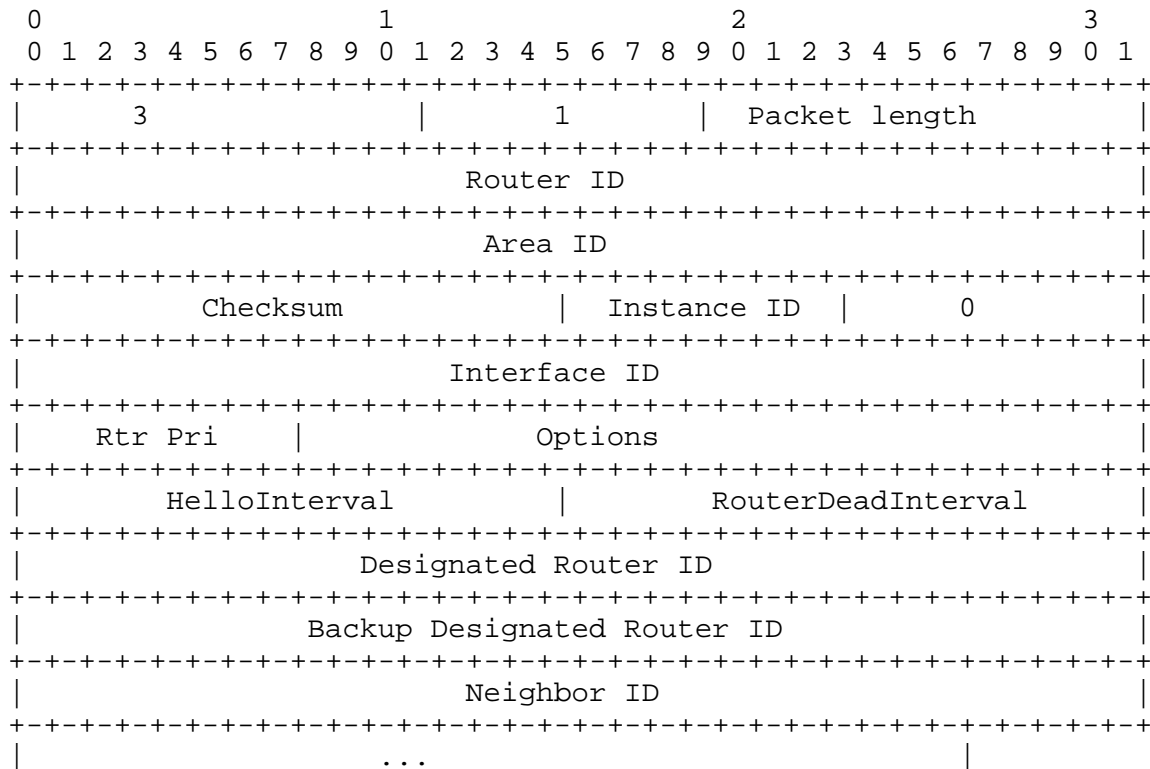 0                   1                   2                   3
 0 1 2 3 4 5 6 7 8 9 0 1 2 3 4 5 6 7 8 9 0 1 2 3 4 5 6 7 8 9 0 1
+-+-+-+-+-+-+-+-+-+-+-+-+-+-+-+-+-+-+-+-+-+-+-+-+-+-+-+-+-+-+-+-+
|      3               |       1       |  Packet length         |
+-+-+-+-+-+-+-+-+-+-+-+-+-+-+-+-+-+-+-+-+-+-+-+-+-+-+-+-+-+-+-+-+
|                         Router ID                             |
+-+-+-+-+-+-+-+-+-+-+-+-+-+-+-+-+-+-+-+-+-+-+-+-+-+-+-+-+-+-+-+-+
|                          Area ID                              |
+-+-+-+-+-+-+-+-+-+-+-+-+-+-+-+-+-+-+-+-+-+-+-+-+-+-+-+-+-+-+-+-+
|          Checksum            |  Instance ID  |      0         |
+-+-+-+-+-+-+-+-+-+-+-+-+-+-+-+-+-+-+-+-+-+-+-+-+-+-+-+-+-+-+-+-+
|                        Interface ID                           |
+-+-+-+-+-+-+-+-+-+-+-+-+-+-+-+-+-+-+-+-+-+-+-+-+-+-+-+-+-+-+-+-+
|    Rtr Pri    |             Options                           |
+-+-+-+-+-+-+-+-+-+-+-+-+-+-+-+-+-+-+-+-+-+-+-+-+-+-+-+-+-+-+-+-+
|        HelloInterval         |        RouterDeadInterval      |
+-+-+-+-+-+-+-+-+-+-+-+-+-+-+-+-+-+-+-+-+-+-+-+-+-+-+-+-+-+-+-+-+
|                   Designated Router ID                        |
+-+-+-+-+-+-+-+-+-+-+-+-+-+-+-+-+-+-+-+-+-+-+-+-+-+-+-+-+-+-+-+-+
|                Backup Designated Router ID                    |
+-+-+-+-+-+-+-+-+-+-+-+-+-+-+-+-+-+-+-+-+-+-+-+-+-+-+-+-+-+-+-+-+
|                         Neighbor ID                           |
+-+-+-+-+-+-+-+-+-+-+-+-+-+-+-+-+-+-+-+-+-+-+-+-+-+-+-+-+-+-+-+-+
|                    ...                              |